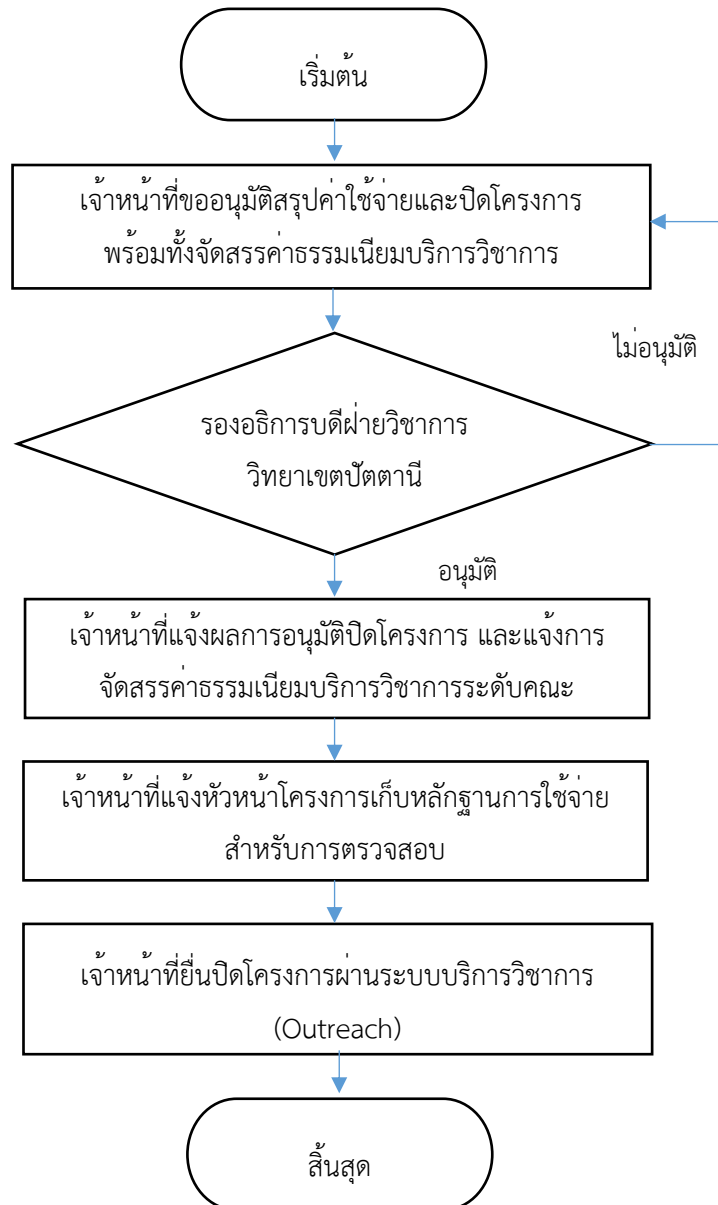 เริ่มต้น
เจ้าหน้าที่ขออนุมัติสรุปค่าใช้จ่ายและปิดโครงการ
พร้อมทั้งจัดสรรค่าธรรมเนียมบริการวิชาการ
ไม่อนุมัติ
รองอธิการบดีฝ่ายวิชาการ
วิทยาเขตปัตตานี
อนุมัติ
เจ้าหน้าที่แจ้งผลการอนุมัติปิดโครงการ และแจ้งการ
จัดสรรค่าธรรมเนียมบริการวิชาการระดับคณะ
เจ้าหน้าที่แจ้งหัวหน้าโครงการเก็บหลักฐานการใช้จ่าย
สำหรับการตรวจสอบ
เจ้าหน้าที่ยื่นปิดโครงการผ่านระบบบริการวิชาการ
(Outreach)
สิ้นสุด